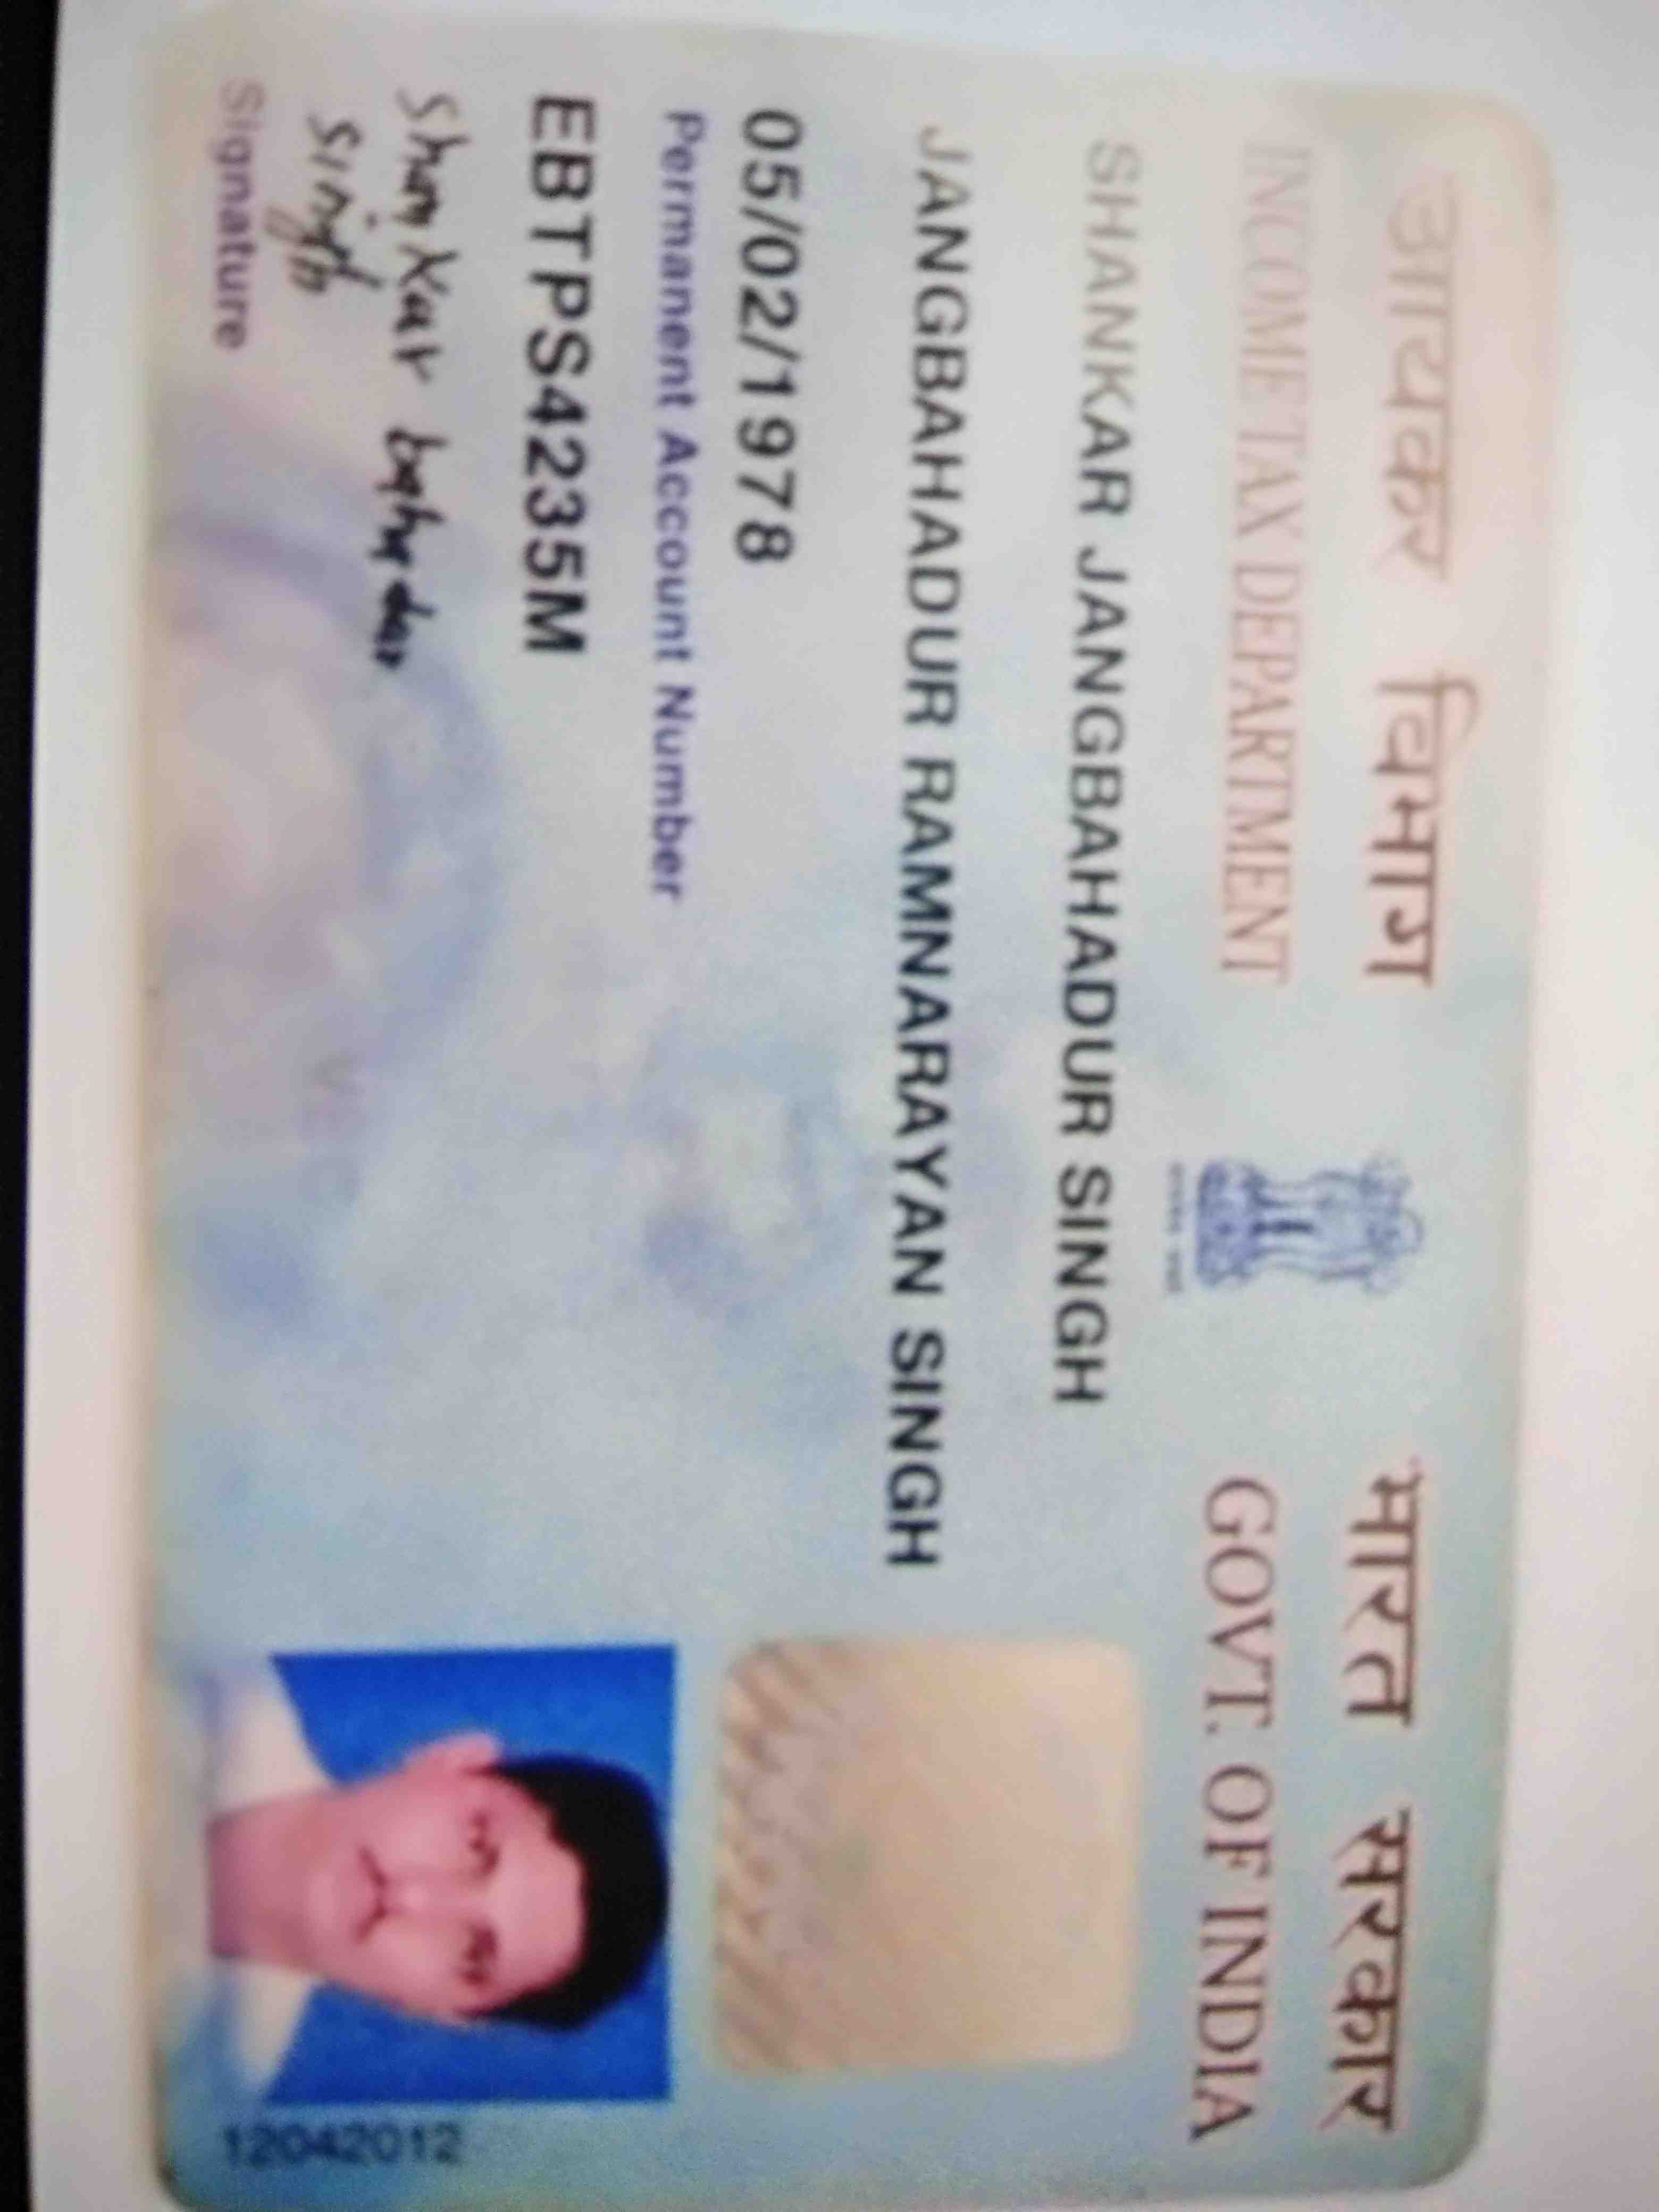 आयकर विभाग
INCOME TAX DEPARTMENT
भारत सरकार
GOVT. OF INDIA
SHANKAR JANGBAHADUR SINGH
JANGBAHADUR RAMNARAYAN SINGH
05/02/1978
Permanent Account Number
EBTPS4235M
Shankar bahadar
Singh
Signature
12042012